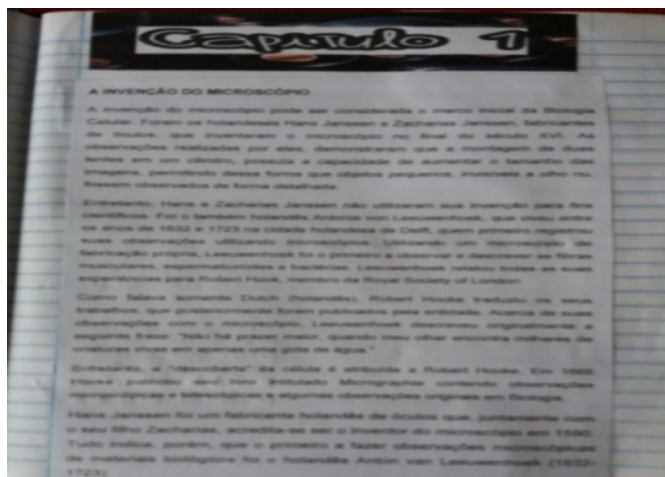 Capitulo 1
A INVENÇÃO DO MICROSCÓPIO
A invenção do microscópio pode ser considerada o marco inicial da Biologia
Celular. Foram os holandeses Hans Janssen e Zacharias Janssen, fabricantes
de óculos, que inventaram o microscópio no final do século XVI. As
observações realizadas por eles, demonstraram que a montagem de duas
lentes em um cilindro, possuía a capacidade de aumentar o tamanho das
imagens, permitindo dessa forma que objetos pequenos, invisíveis a olho nu,
fossem observados de forma detalhada.
Entretanto, Hans e Zacharias Janssen não utilizaram sua invenção para fins
científicos. Foi o também holandês Antonie von Leeuwenhoek, que viveu entre
os anos de 1632 e 1723 na cidade holandesa de Delft, quem primeiro registrou
suas observações utilizando microscópios. Utilizando um microscópio de
fabricação própria, Leeuwenhoek foi o primeiro a observar e descrever as fibras
musculares, espermatozoides e bactérias. Leeuwenhoek relatou todas as suas
experiências para Robert Hook, membro da Royal Society of London.
Como falava somente Dutch (holandês), Robert Hooke traduziu os seus
trabalhos, que posteriormente foram publicados pela entidade. Acerca de suas
observações com o microscópio, Leeuwenhoek descreveu originalmente a
seguinte frase: "Não há prazer maior, quando meu olhar encontra milhares de
criaturas vivas em apenas uma gota de água."
Entretanto, a "descoberta" da célula é atribuída a Robert Hooke. Em 1665
Hooke publicou seu livro intitulado Micrographia contendo observações
microscópicas e telescópicas e algumas observações originais em Biologia.
Hans Janssen foi um fabricante holandês de óculos que, juntamente com
o seu filho Zacharias, acredita-se ser o inventor do microscópio em 1590.
Tudo indica, porém, que o primeiro a fazer observações microscópicas
de materiais biológicos foi o holandês Anton van Leeuwenhoek (1632-
1723).